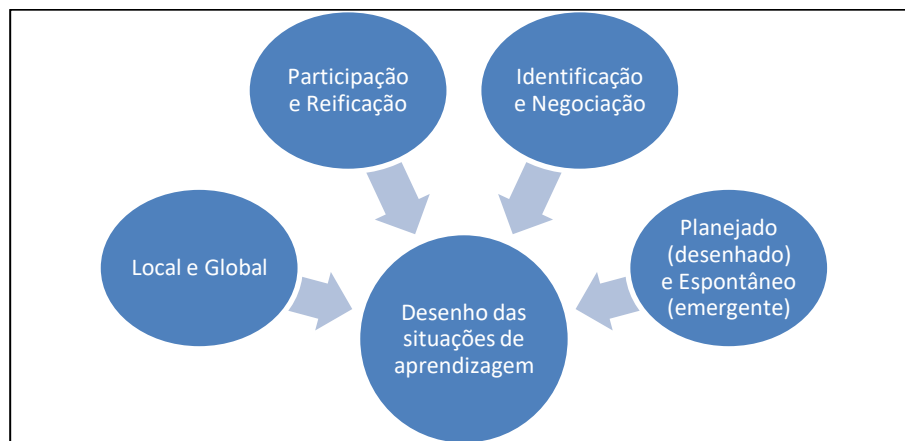 Participação
e Reificação
Identificação
e Negociação
Local e Global
Planejado
(desenhado)
e Espontâneo
(emergente)
Desenho das
situações de
aprendizagem